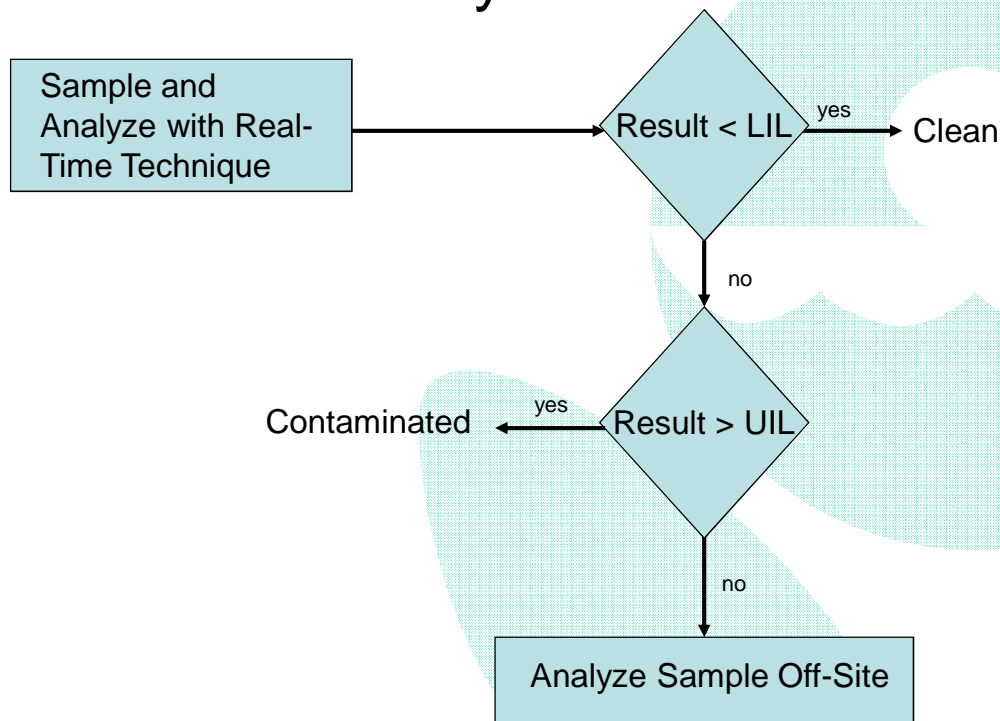 Sample and
Analyze with Real-
Time Technique
Result < LIL
yes
Clean
no
Result > UIL
yes
Contaminated
no
Analyze Sample Off-Site